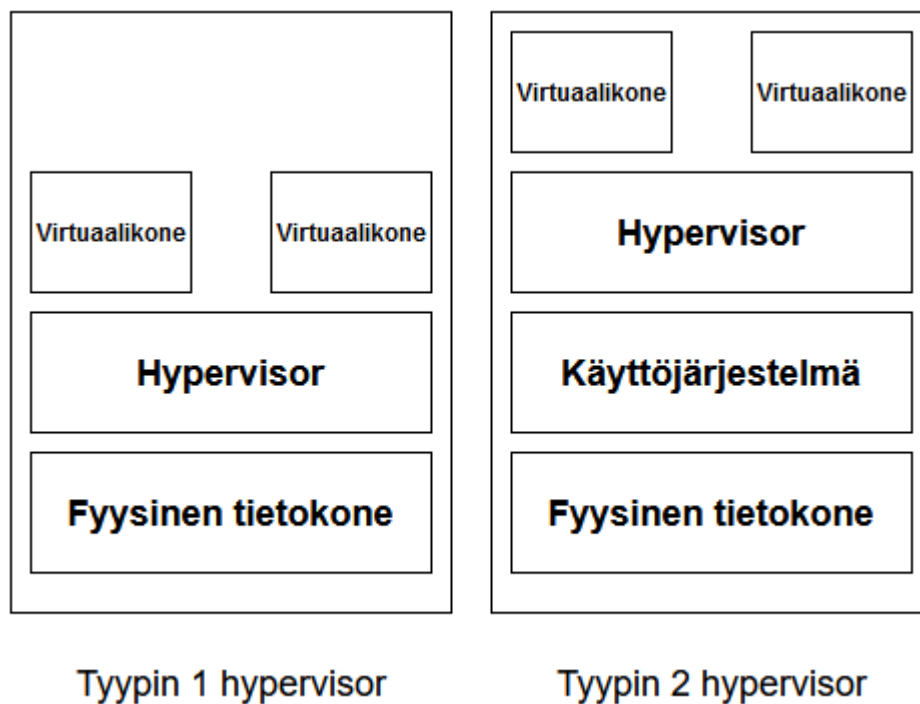 Virtuaalikone
Virtuaalikone
Hypervisor
Fyysinen tietokone
Tyypin 1 hypervisor
Virtuaalikone
Virtuaalikone
Hypervisor
Käyttöjärjestelmä
Fyysinen tietokone
Tyypin 2 hypervisor